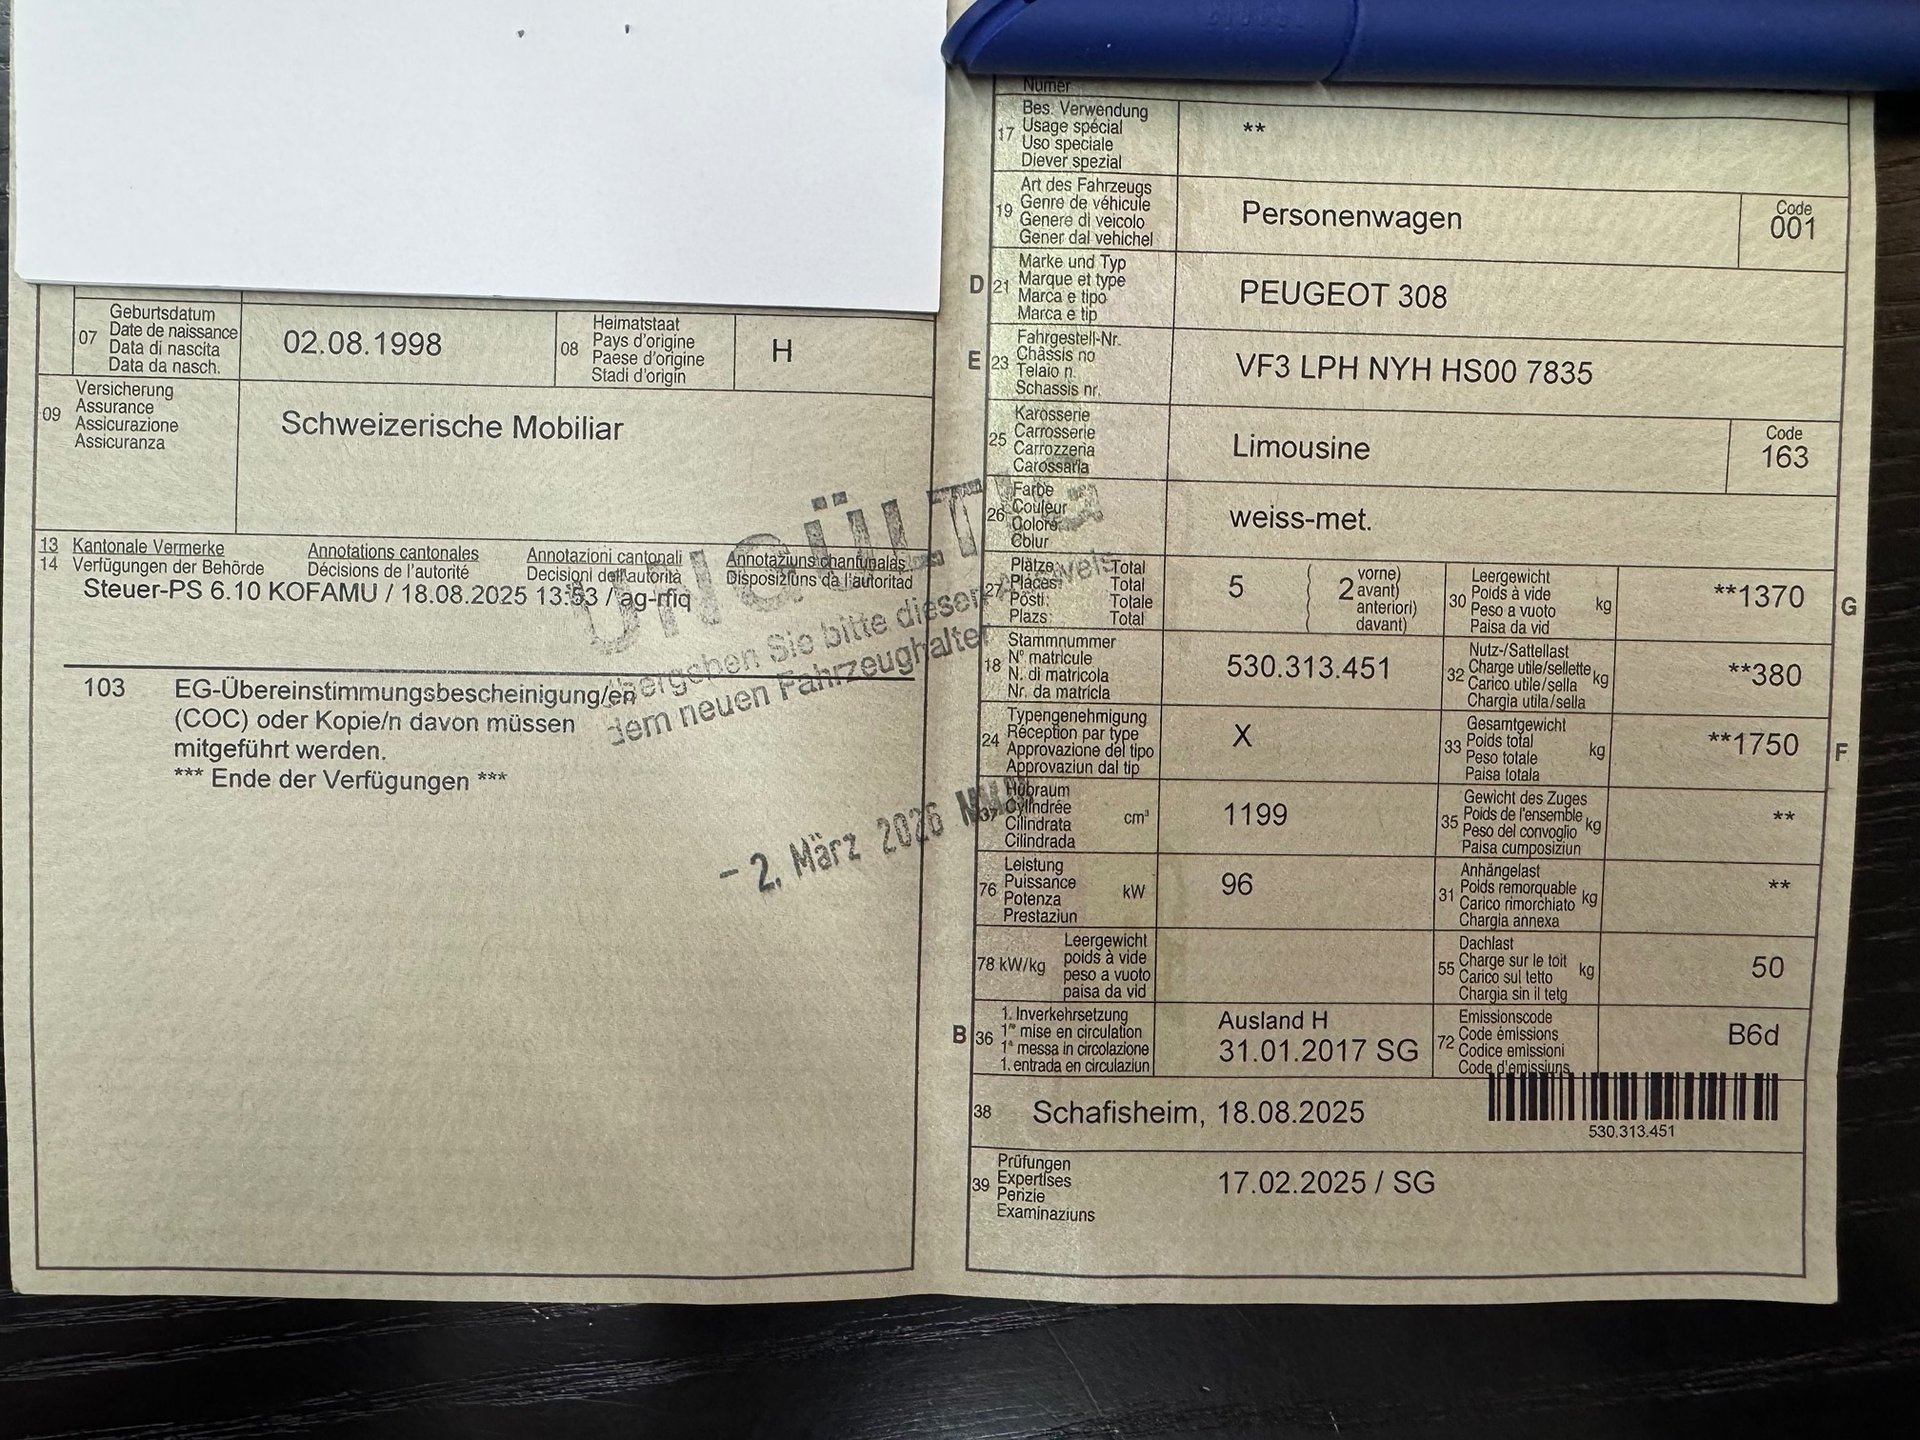 07 Geburtsdatum
Date de naissance
Data di nascita
Data da nasch.
02.08.1998
08 Heimatstaat
Pays d'origine
Paese d'origine
Stadi d'origin
H
09 Versicherung
Assurance
Assicurazione
Assicuranza
Schweizerische Mobiliar
13 Kantonale Vermerke Annotations cantonales Annotazioni cantonali Annotaziuns chantunalas
14 Verfügungen der Behörde Décisions de l'autorité Decisioni dell'autorità Disposiziuns da l'autoritad
Steuer-PS 6.10 KOFAMU / 18.08.2025 13:53 / ag-rfiq
103 EG-Übereinstimmungsbescheinigung/en
(COC) oder Kopie/n davon müssen
mitgeführt werden.
*** Ende der Verfügungen ***
UNGÜLTIG
Übergeben Sie bitte diesen Ausweis
dem neuen Fahrzeughalter
- 2. März 2026
Numer
17 Bes. Verwendung
Usage spécial
Uso speciale
Diever spezial
**
19 Art des Fahrzeugs
Genre de véhicule
Genere di veicolo
Gener dal vehichel
Personenwagen
Code
001
D 21 Marke und Typ
Marque et type
Marca e tipo
Marca e tip
PEUGEOT 308
E 23 Fahrgestell-Nr.
Châssis no
Telaio n.
Schassis nr.
VF3 LPH NYH HS00 7835
25 Karosserie
Carrosserie
Carrozzeria
Carossaria
Limousine
Code
163
26 Farbe
Couleur
Colore
Colur
weiss-met.
27 Plätze: Total
Places: Total
Posti: Totale
Plazs: Total
5
( 2 vorne)
avant)
anteriori)
davant)
30 Leergewicht
Poids à vide
Peso a vuoto
Paisa da vid
kg
**1370
G
18 Stammnummer
N° matricule
N. di matricola
Nr. da matricla
530.313.451
32 Nutz-/Sattellast
Charge utile/sellette
Carico utile/sella
Chargia utila/sella
kg
**380
24 Typengenehmigung
Réception par type
Approvazione del tipo
Approvaziun dal tip
X
33 Gesamtgewicht
Poids total
Peso totale
Paisa totala
kg
**1750
F
37 Hubraum
Cylindrée
Cilindrata
Cilindrada
cm³
1199
35 Gewicht des Zuges
Poids de l'ensemble
Peso del convoglio
Paisa cumposiziun
kg
**
76 Leistung
Puissance
Potenza
Prestaziun
kW
96
31 Anhängelast
Poids remorquable
Carico rimorchiato
Chargia annexa
kg
**
78 kW/kg
Leergewicht
poids à vide
peso a vuoto
paisa da vid
55 Dachlast
Charge sur le toit
Carico sul tetto
Chargia sin il tetg
kg
50
B 36 1. Inverkehrsetzung
1re mise en circulation
1a messa in circolazione
1. entrada en circulaziun
Ausland H
31.01.2017 SG
72 Emissionscode
Code émissions
Codice emissioni
Code d'emissiuns
B6d
38 Schafisheim, 18.08.2025
530.313.451
39 Prüfungen
Expertises
Perizie
Examinaziuns
17.02.2025 / SG